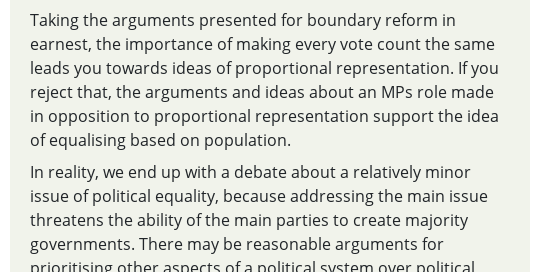 Taking the arguments presented for boundary reform in
earnest, the importance of making every vote count the same
leads you towards ideas of proportional representation. If you
reject that, the arguments and ideas about an MPs role made
in opposition to proportional representation support the idea
of equalising based on population.
In reality, we end up with a debate about a relatively minor
issue of political equality, because addressing the main issue
threatens the ability of the main parties to create majority
governments. There may be reasonable arguments for
prioritising other aspects of a political system over political